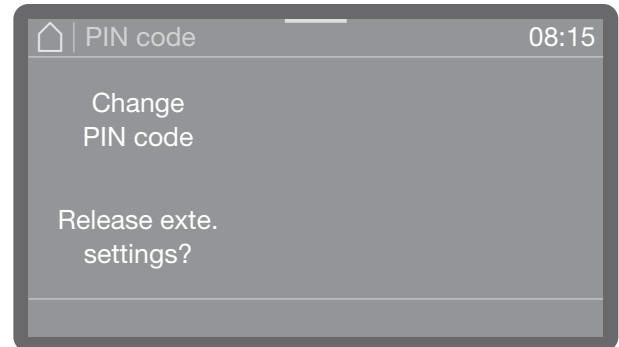 PIN code
08:15
Change
PIN code
Release exte.
settings?